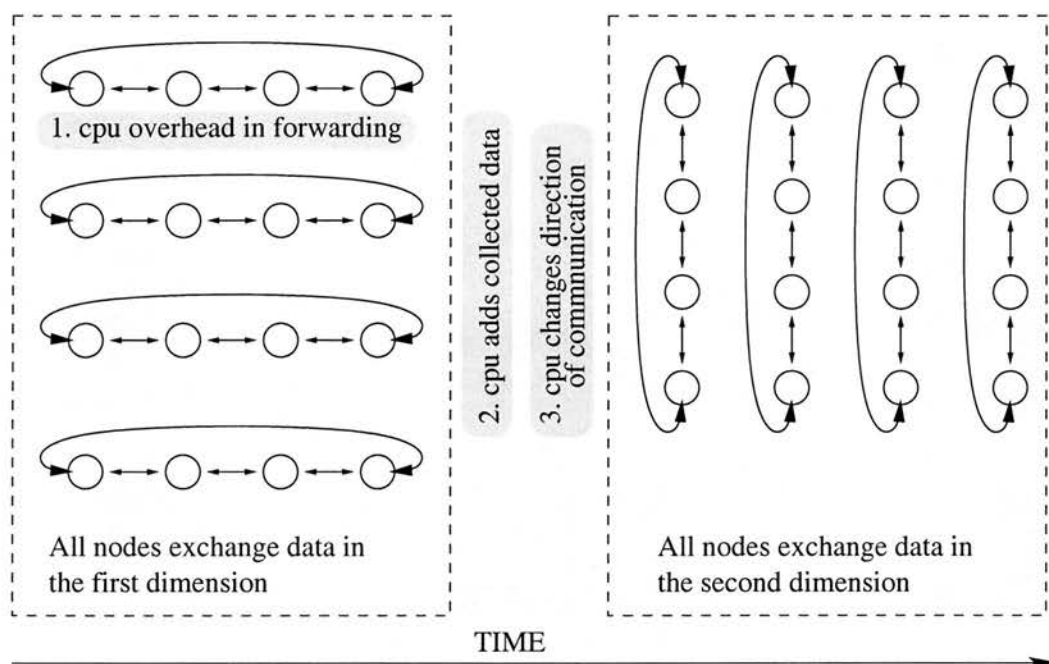 1. cpu overhead in forwarding
All nodes exchange data in
the first dimension
2. cpu adds collected data
3. cpu changes direction
of communication
All nodes exchange data in
the second dimension
TIME